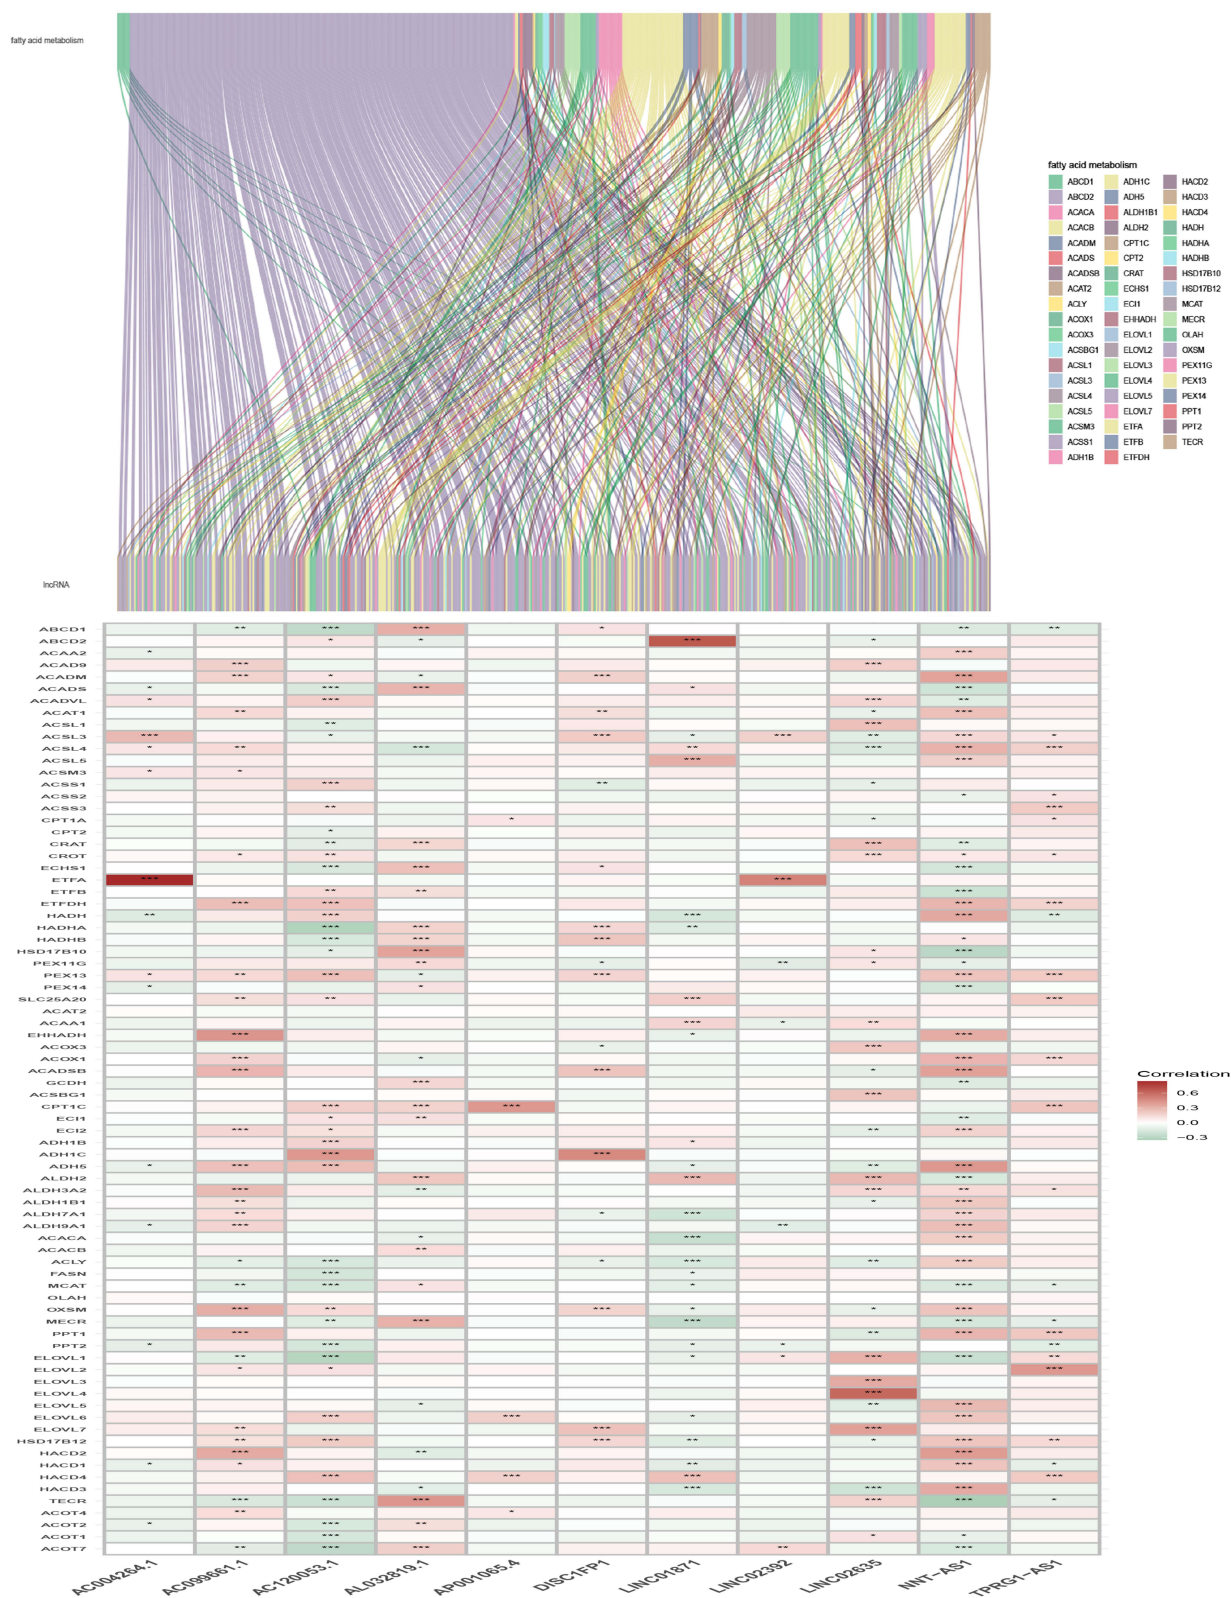 fatty acid metabolism
lncRNA
fatty acid metabolism
ABCD1 ADH1C HACD2
ABCD2 ADH5 HACD3
ACACA ALDH1B1 HACD4
ACACB ALDH2 HADH
ACADM CPT1C HADHA
ACADS CPT2 HADHB
ACADSB CRAT HSD17B10
ACAT2 ECHS1 HSD17B12
ACLY ECI1 MCAT
ACOX1 EHHADH MECR
ACOX3 ELOVL1 OLAH
ACSBG1 ELOVL2 OXSM
ACSL1 ELOVL3 PEX11G
ACSL3 ELOVL4 PEX13
ACSL4 ELOVL5 PEX14
ACSL5 ELOVL7 PPT1
ACSM3 ETFA PPT2
ACSS1 ETFB TECR
ADH1B ETFDH
ABCD1
ABCD2
ACAA2
ACAD9
ACADM
ACADS
ACADVL
ACAT1
ACSL1
ACSL3
ACSL4
ACSL5
ACSM3
ACSS1
ACSS2
ACSS3
CPT1A
CPT2
CRAT
CROT
ECHS1
ETFA
ETFB
ETFDH
HADH
HADHA
HADHB
HSD17B10
PEX11G
PEX13
PEX14
SLC25A20
ACAT2
ACAA1
EHHADH
ACOX3
ACOX1
ACADSB
GCDH
ACSBG1
CPT1C
ECI1
ECI2
ADH1B
ADH1C
ADH5
ALDH2
ALDH3A2
ALDH1B1
ALDH7A1
ALDH9A1
ACACA
ACACB
ACLY
FASN
MCAT
OLAH
OXSM
MECR
PPT1
PPT2
ELOVL1
ELOVL2
ELOVL3
ELOVL4
ELOVL5
ELOVL6
ELOVL7
HSD17B12
HACD2
HACD1
HACD4
HACD3
TECR
ACOT4
ACOT2
ACOT1
ACOT7
AC004264.1 AC099661.1 AC120053.1 AL032819.1 AP001065.4 DISC1FP1 LINC01871 LINC02392 LINC02635 NNT−AS1 TPRG1−AS1
Correlation
0.6
0.3
0.0
−0.3